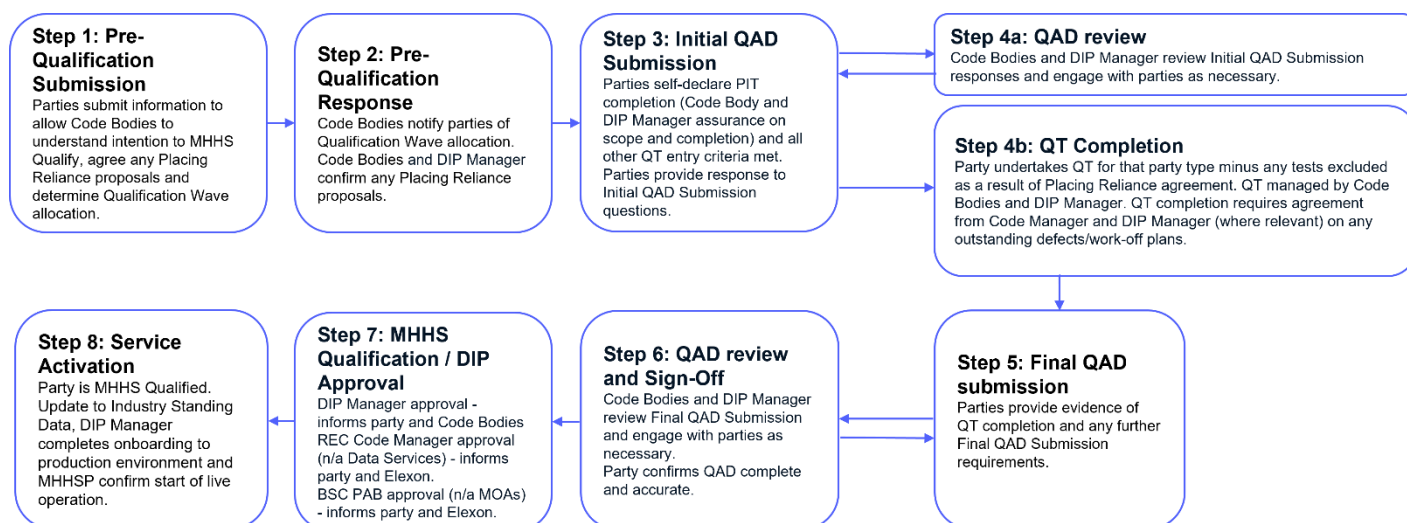 Step 1: Pre-
Qualification
Submission
Parties submit information to
allow Code Bodies to
understand intention to MHHS
Qualify, agree any Placing
Reliance proposals and
determine Qualification Wave
allocation.
Step 2: Pre-
Qualification
Response
Code Bodies notify parties of
Qualification Wave allocation.
Code Bodies and DIP Manager
confirm any Placing Reliance
proposals.
Step 3: Initial QAD
Submission
Parties self-declare PIT
completion (Code Body and
DIP Manager assurance on
scope and completion) and all
other QT entry criteria met.
Parties provide response to
Initial QAD Submission
questions.
Step 4a: QAD review
Code Bodies and DIP Manager review Initial QAD Submission
responses and engage with parties as necessary.
Step 4b: QT Completion
Party undertakes QT for that party type minus any tests excluded
as a result of Placing Reliance agreement. QT managed by Code
Bodies and DIP Manager. QT completion requires agreement
from Code Manager and DIP Manager (where relevant) on any
outstanding defects/work-off plans.
Step 5: Final QAD
submission
Parties provide evidence of
QT completion and any further
Final QAD Submission
requirements.
Step 6: QAD review
and Sign-Off
Code Bodies and DIP Manager
review Final QAD Submission
and engage with parties as
necessary.
Party confirms QAD complete
and accurate.
Step 7: MHHS
Qualification / DIP
Approval
DIP Manager approval -
informs party and Code Bodies
REC Code Manager approval
(n/a Data Services) - informs
party and Elexon.
BSC PAB approval (n/a MOAs)
- informs party and Elexon.
Step 8: Service
Activation
Party is MHHS Qualified.
Update to Industry Standing
Data, DIP Manager
completes onboarding to
production environment and
MHHSP confirm start of live
operation.